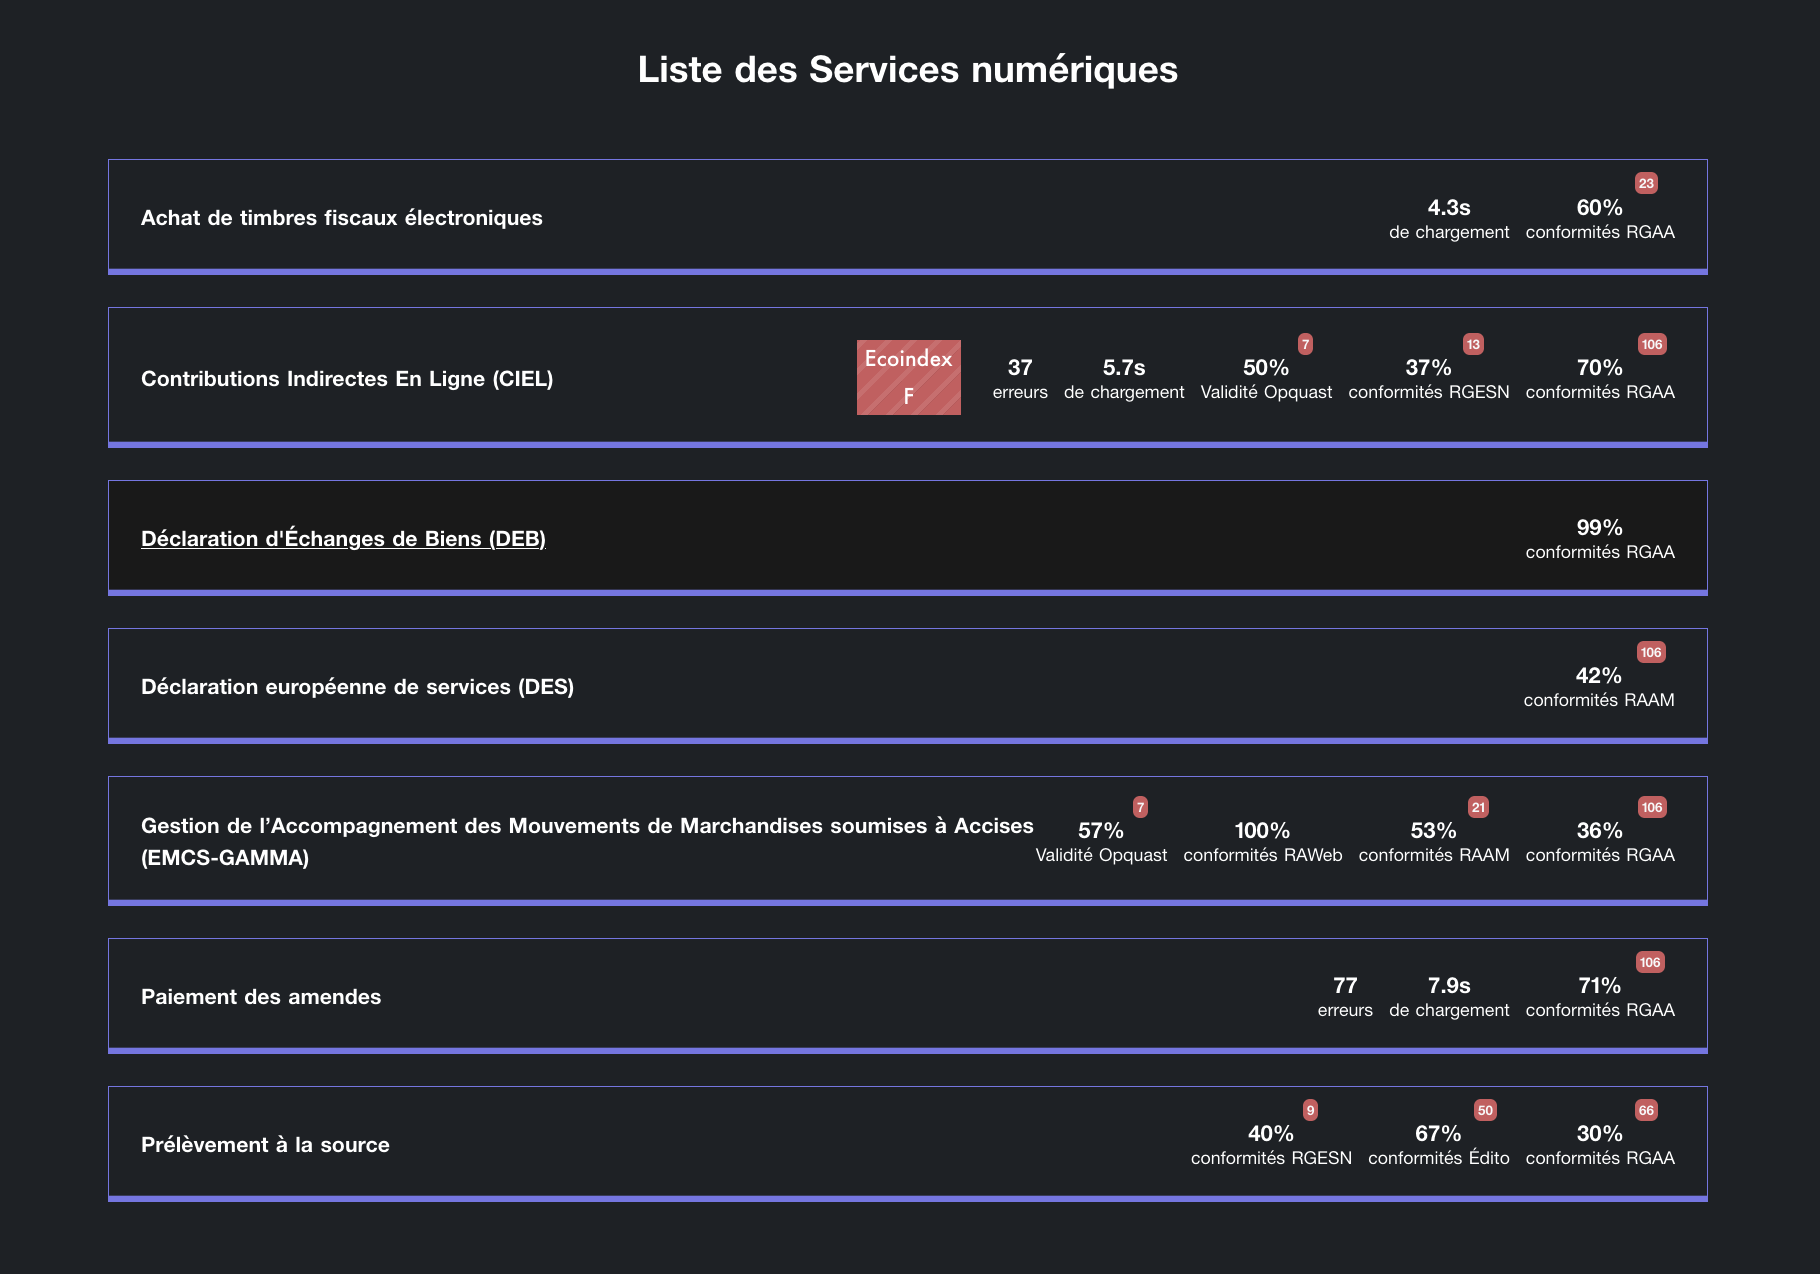 Liste des Services numériques
Achat de timbres fiscaux électroniques
4.3s
de chargement
23
60%
conformités RGAA
Contributions Indirectes En Ligne (CIEL)
Ecoindex
F
37
erreurs
5.7s
de chargement
7
50%
Validité Opquast
13
37%
conformités RGESN
106
70%
conformités RGAA
Déclaration d'Échanges de Biens (DEB)
99%
conformités RGAA
Déclaration européenne de services (DES)
106
42%
conformités RAAM
Gestion de l’Accompagnement des Mouvements de Marchandises soumises à Accises
(EMCS-GAMMA)
7
57%
Validité Opquast
100%
conformités RAWeb
21
53%
conformités RAAM
106
36%
conformités RGAA
Paiement des amendes
77
erreurs
7.9s
de chargement
106
71%
conformités RGAA
Prélèvement à la source
9
40%
conformités RGESN
50
67%
conformités Édito
66
30%
conformités RGAA